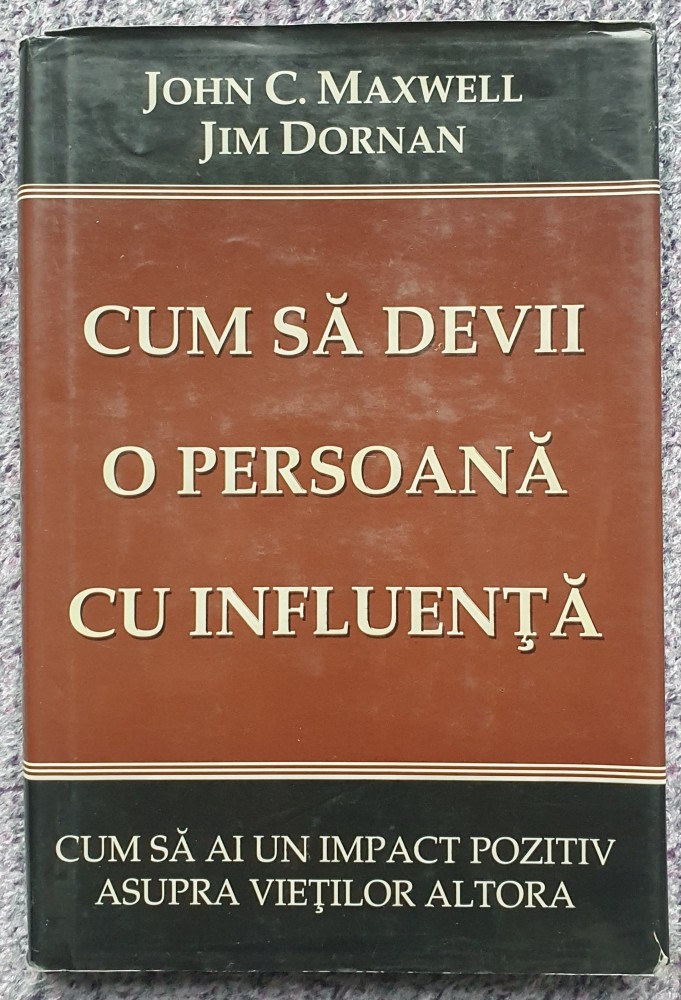 JOHN C. MAXWELL
JIM DORNAN
CUM SĂ DEVII
O PERSOANĂ
CU INFLUENŢĂ
CUM SĂ AI UN IMPACT POZITIV
ASUPRA VIEŢILOR ALTORA